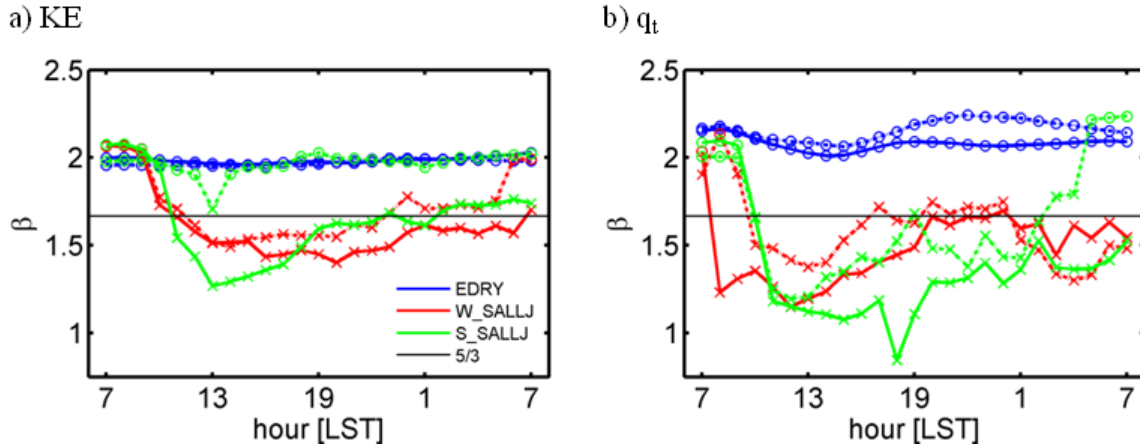 a) KE
2.5
2
1.5
1
β
7 13 19 1 7
hour [LST]
EDRY
W_SALLJ
S_SALLJ
5/3
b) qt
2.5
2
1.5
1
β
7 13 19 1 7
hour [LST]